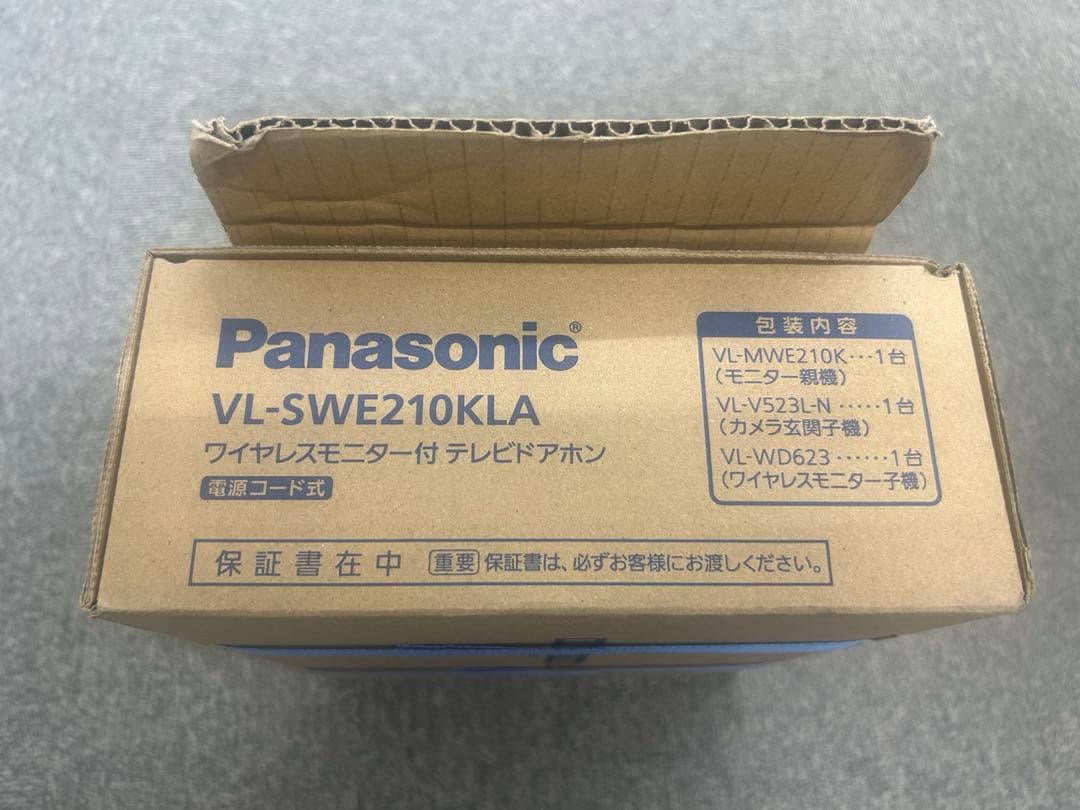 Panasonic®
VL-SWE210KLA
ワイヤレスモニター付 テレビドアホン
電源コード式
包装内容
VL-MWE210K･･･1台
(モニター親機)
VL-V523L-N ･････1台
(カメラ玄関子機)
VL-WD623 ･･････1台
(ワイヤレスモニター子機)
保証書在中 重要 保証書は、必ずお客様にお渡しください。